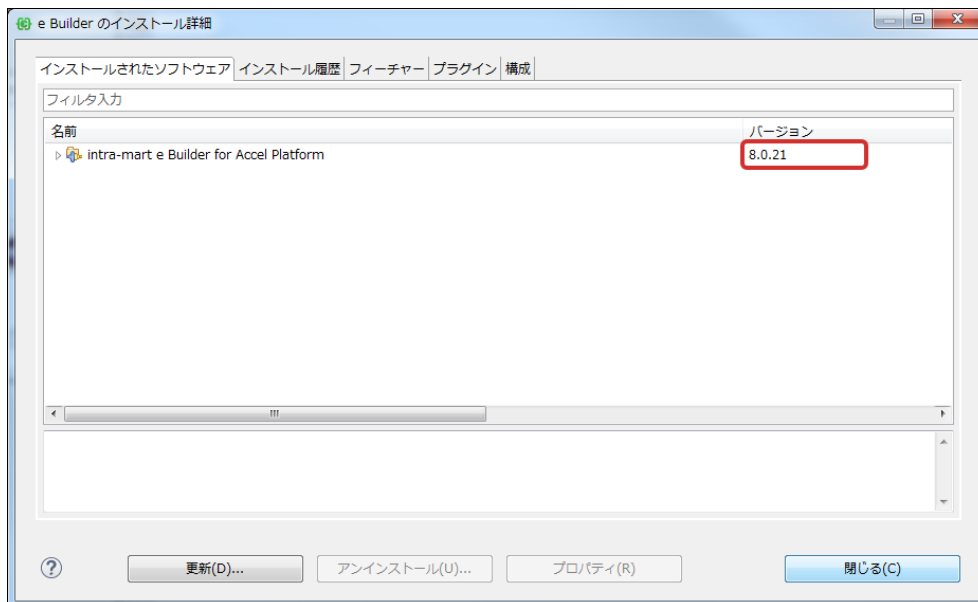 e Builder のインストール詳細
インストールされたソフトウェア インストール履歴 フィーチャー プラグイン 構成
フィルタ入力
名前 バージョン
intra-mart e Builder for Accel Platform 8.0.21
更新(D)... アンインストール(U)... プロパティ(R) 閉じる(C)